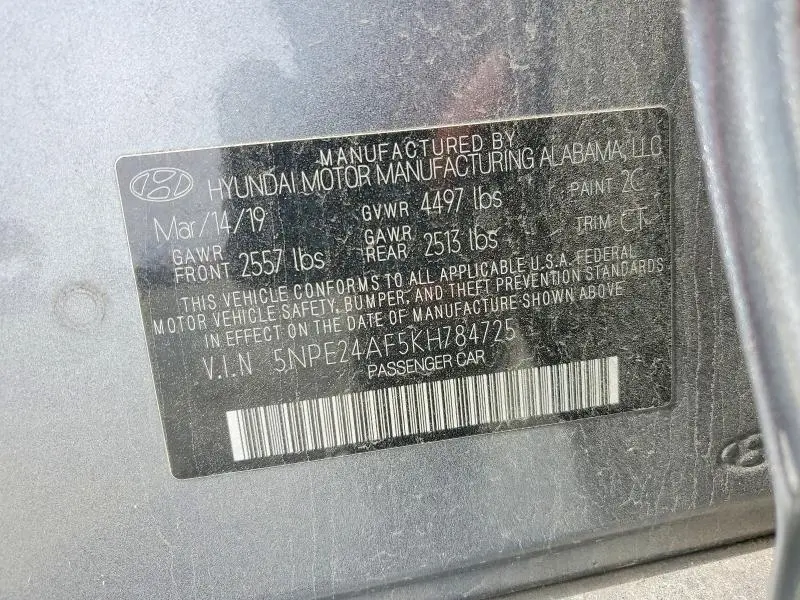 MANUFACTURED BY
HYUNDAI MOTOR MANUFACTURING ALABAMA, LLC
Mar/14/19 GVWR 4497 lbs PAINT 2C
GAWR FRONT 2557 lbs GAWR REAR 2513 lbs TRIM CT
THIS VEHICLE CONFORMS TO ALL APPLICABLE U.S.A. FEDERAL
MOTOR VEHICLE SAFETY, BUMPER, AND THEFT PREVENTION STANDARDS
IN EFFECT ON THE DATE OF MANUFACTURE SHOWN ABOVE
V.I.N 5NPE24AF5KH784725
PASSENGER CAR